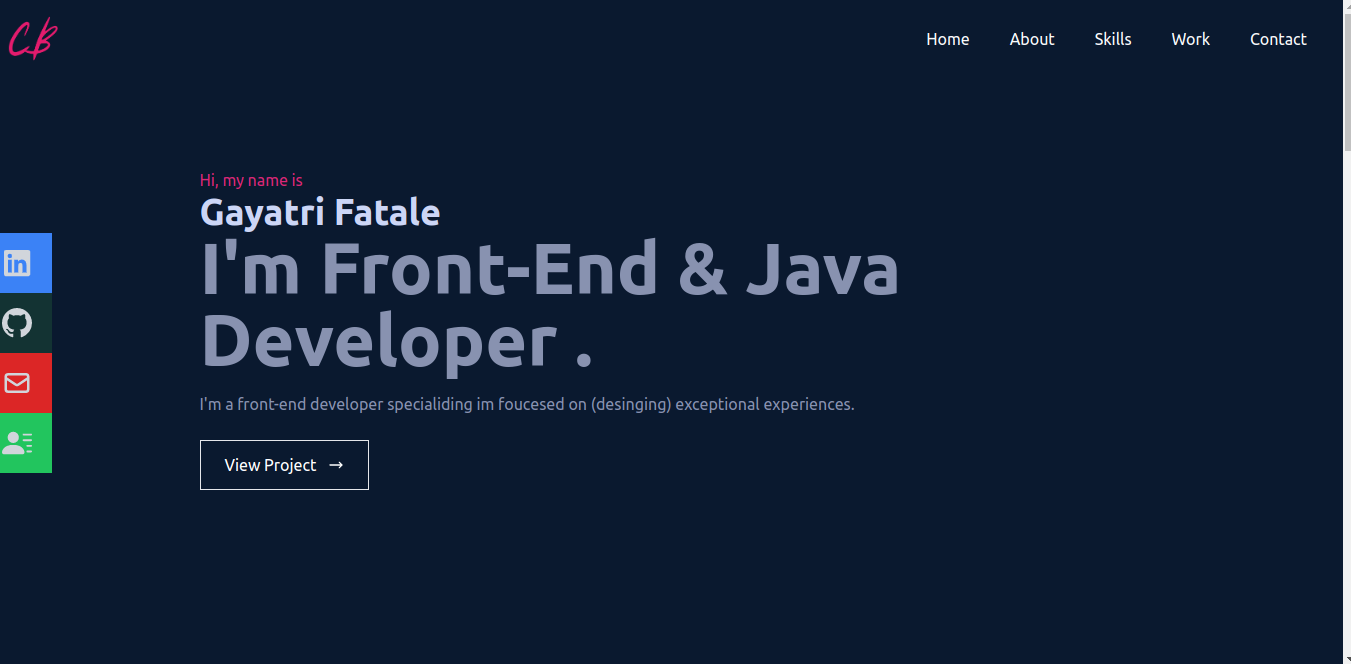 CB
Home About Skills Work Contact
Hi, my name is
Gayatri Fatale
I'm Front-End & Java
Developer .
in
I'm a front-end developer specialiding im foucesed on (desinging) exceptional experiences.
View Project →